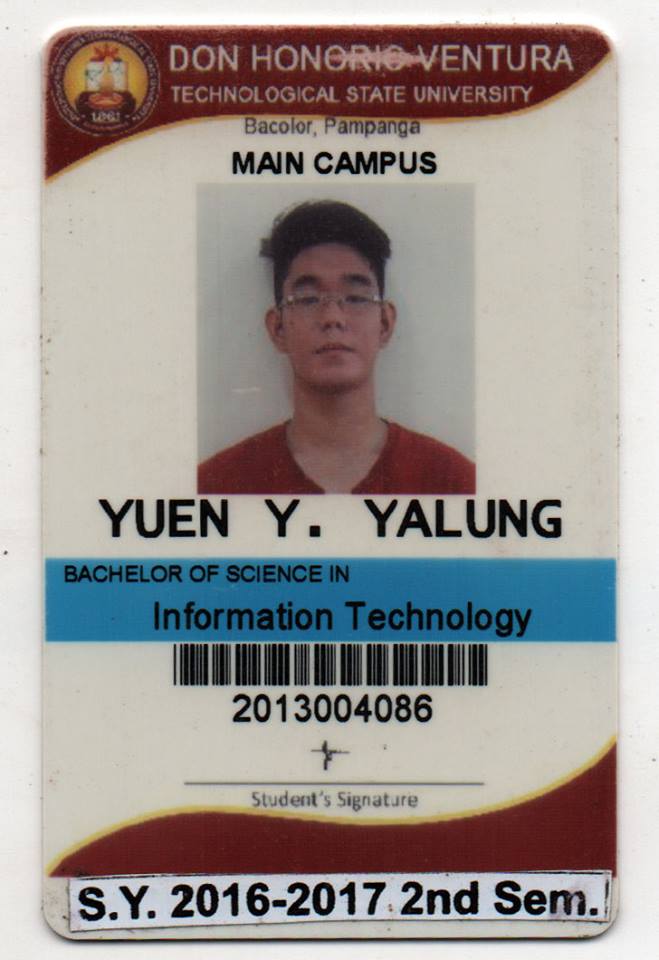 DON HONORIO VENTURA
TECHNOLOGICAL STATE UNIVERSITY
Bacolor, Pampanga
MAIN CAMPUS
1861
YUEN Y. YALUNG
BACHELOR OF SCIENCE IN
Information Technology
2013004086
Student's Signature
S.Y. 2016-2017 2nd Sem.